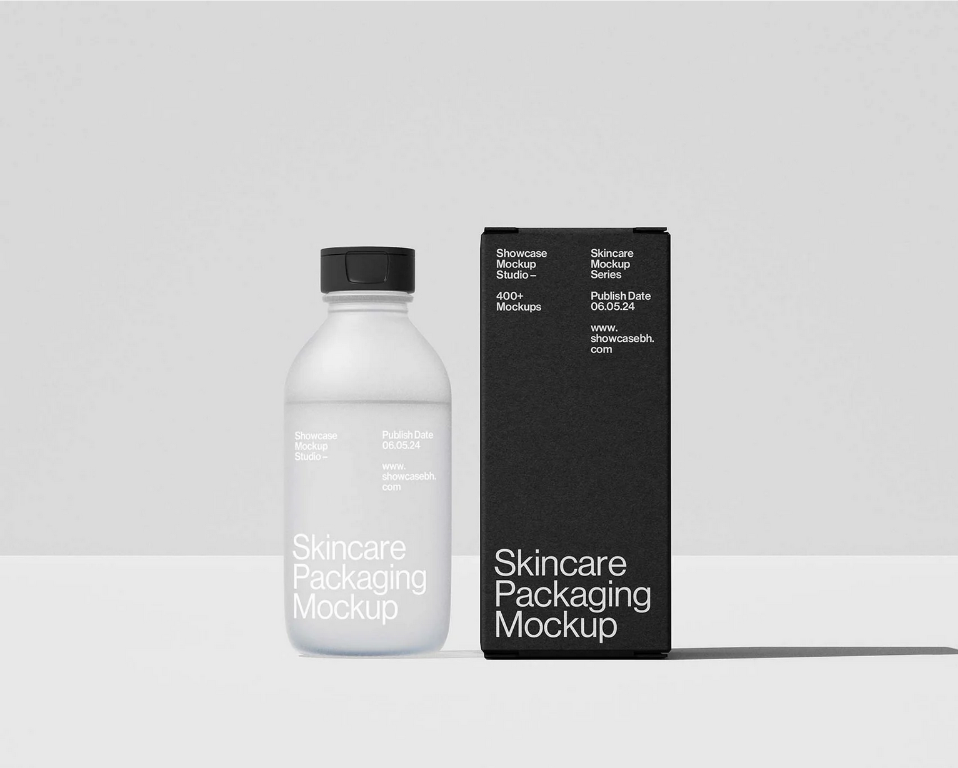 Showcase
Mockup
Studio –
Publish Date
06.05.24
www.
showcasebh.
com
Skincare
Packaging
Mockup
Showcase
Mockup
Studio –
400+
Mockups
Skincare
Mockup
Series
Publish Date
06.05.24
www.
showcasebh.
com
Skincare
Packaging
Mockup